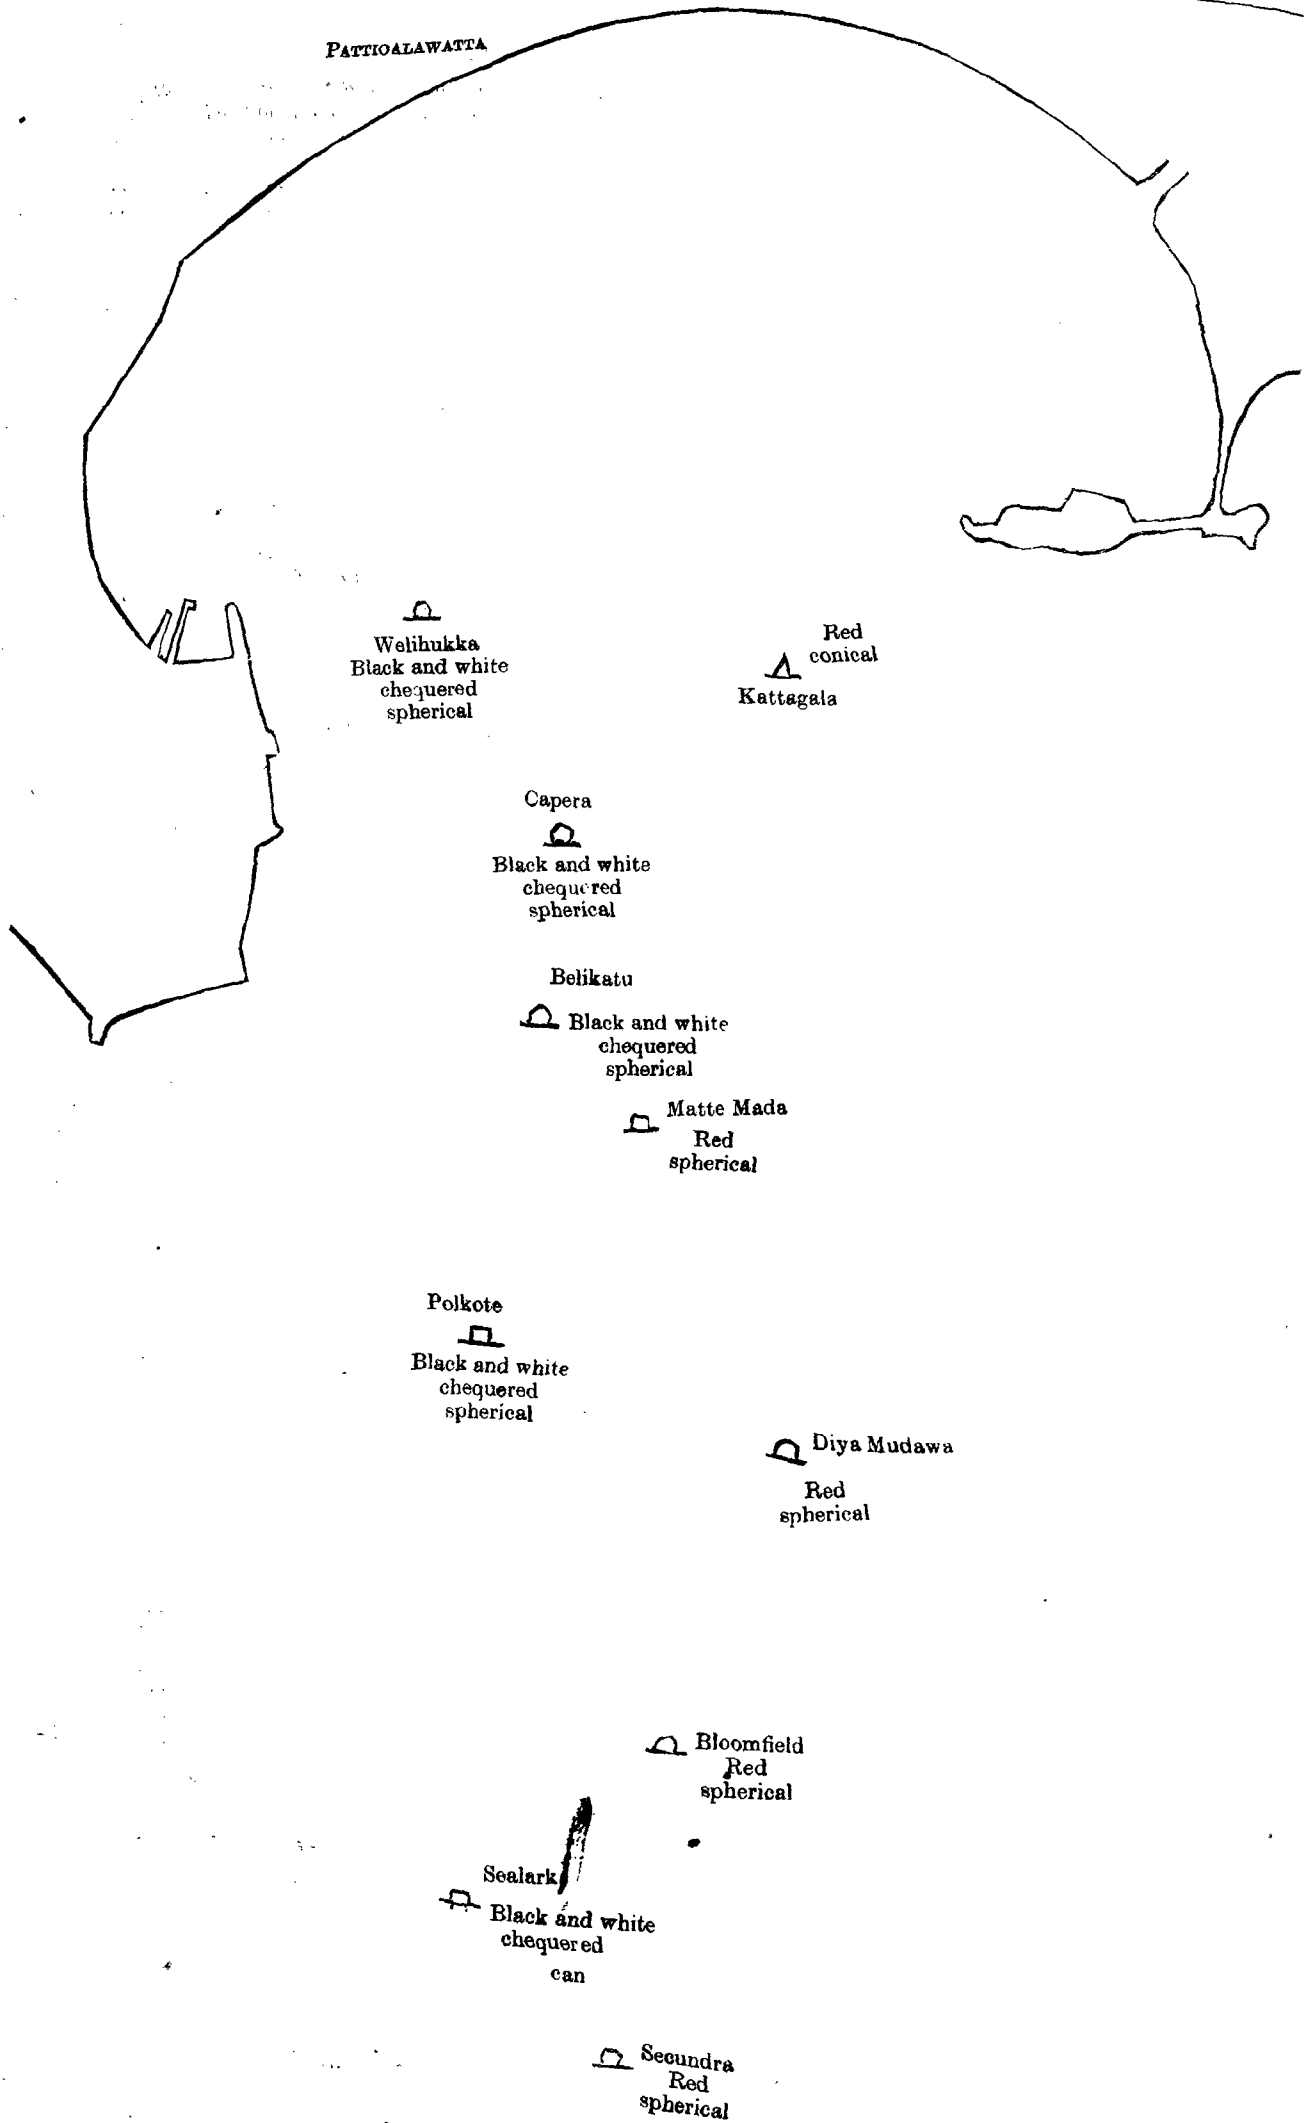 PATTIOALAWATTA
Welihukka
Black and white
chequered
spherical
Red
conical
Kattagala
Capera
Black and white
chequered
spherical
Belikatu
Black and white
chequered
spherical
Matte Mada
Red
spherical
Polkote
Black and white
chequered
spherical
Diya Mudawa
Red
spherical
Bloomfield
Red
spherical
Sealark
Black and white
chequered
can
Secundra
Red
spherical